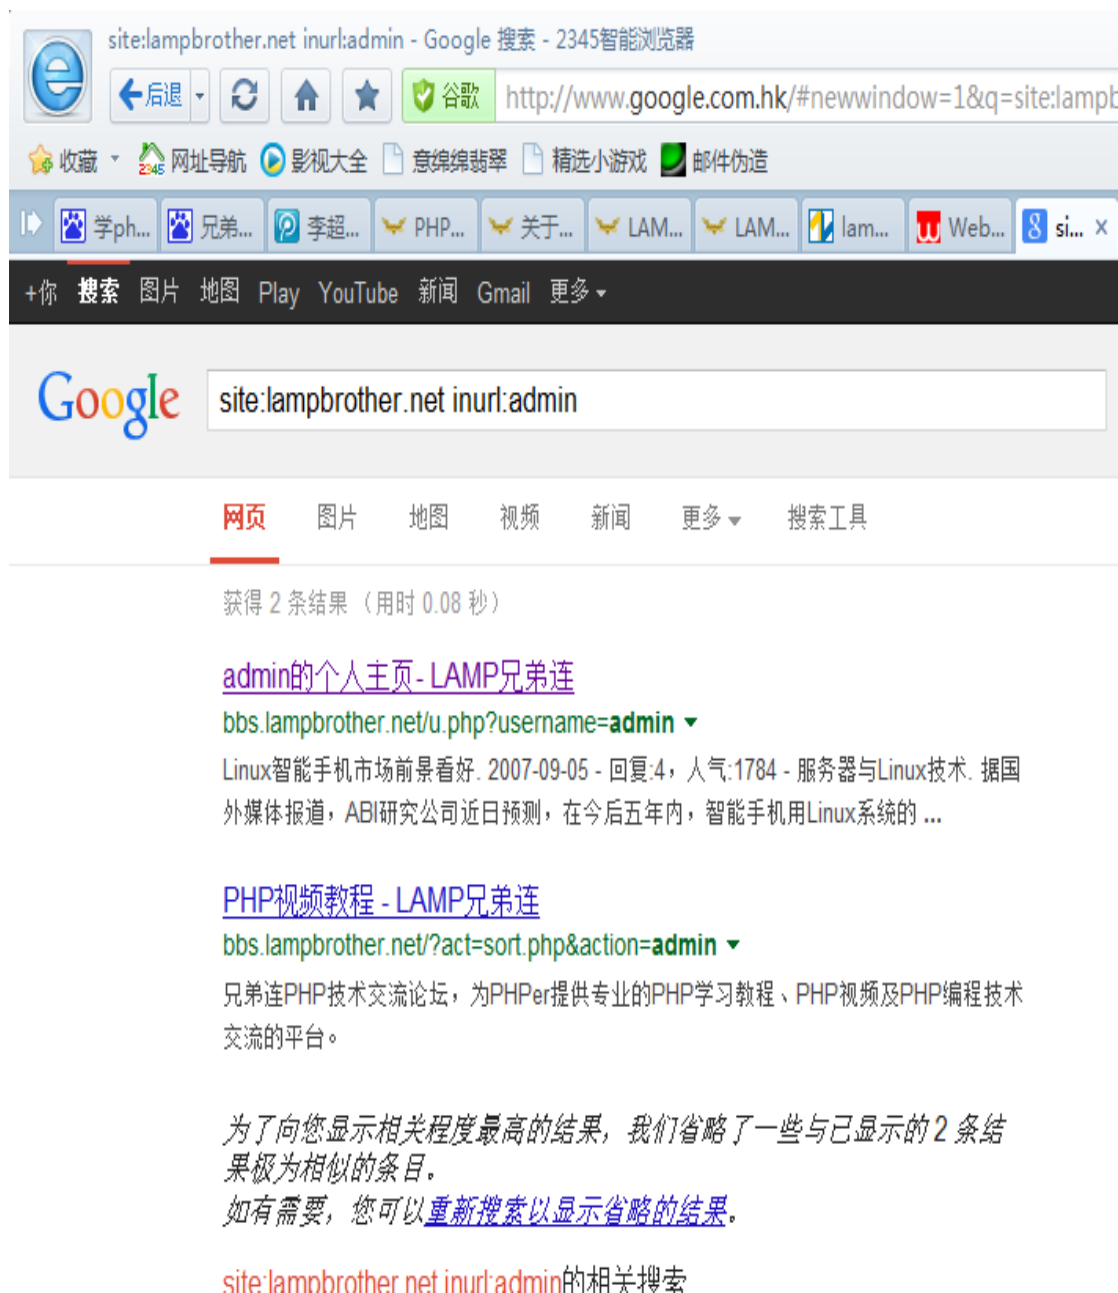 site:lampbrother.net inurl:admin - Google 搜索 - 2345智能浏览器
后退 谷歌 http://www.google.com.hk/#newwindow=1&q=site:lampb
收藏 2345 网址导航 影视大全 意绵绵翡翠 精选小游戏 邮件伪造
学ph... 兄弟... 李超... PHP... 关于... LAM... LAM... lam... Web... si... ×
+你 搜索 图片 地图 Play YouTube 新闻 Gmail 更多
Google site:lampbrother.net inurl:admin
网页 图片 地图 视频 新闻 更多 搜索工具
获得 2 条结果 （用时 0.08 秒）
admin的个人主页- LAMP兄弟连
bbs.lampbrother.net/u.php?username=admin
Linux智能手机市场前景看好. 2007-09-05 - 回复:4，人气:1784 - 服务器与Linux技术. 据国
外媒体报道，ABI研究公司近日预测，在今后五年内，智能手机用Linux系统的 ...
PHP视频教程 - LAMP兄弟连
bbs.lampbrother.net/?act=sort.php&action=admin
兄弟连PHP技术交流论坛，为PHPer提供专业的PHP学习教程、PHP视频及PHP编程技术
交流的平台。
为了向您显示相关程度最高的结果，我们省略了一些与已显示的 2 条结
果极为相似的条目。
如有需要，您可以重新搜索以显示省略的结果。
site:lampbrother.net inurl:admin的相关搜索